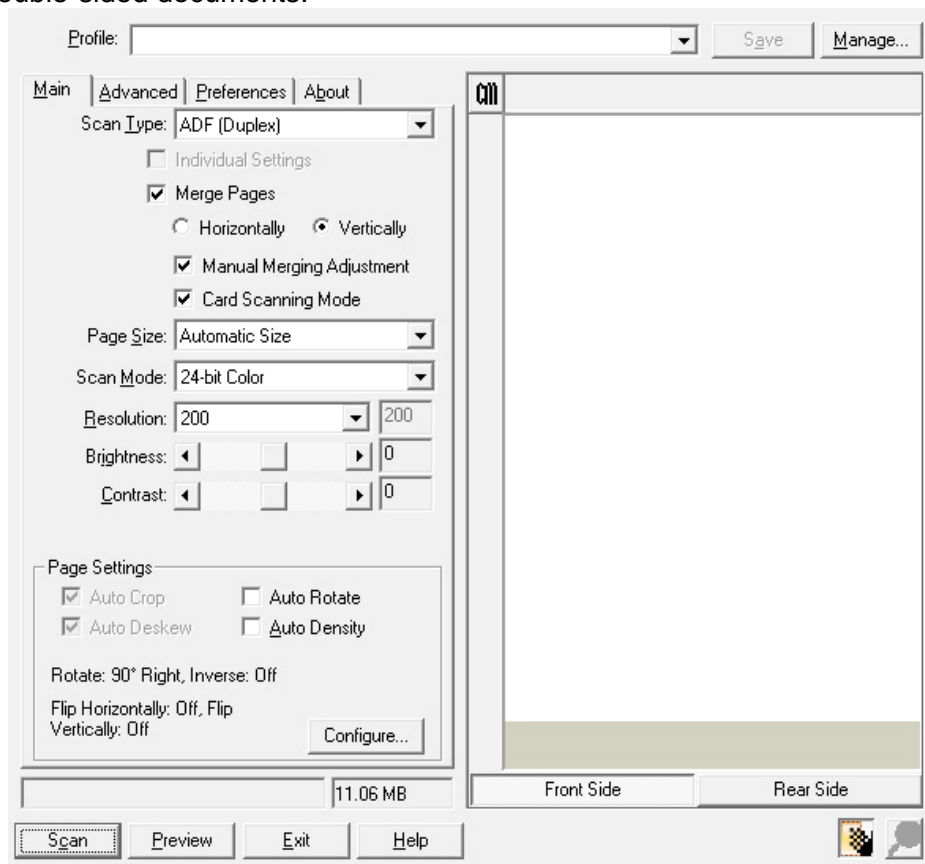 Profile: Save Manage...
Main Advanced Preferences About
Scan Type: ADF (Duplex)
Individual Settings
Merge Pages
Horizontally Vertically
Manual Merging Adjustment
Card Scanning Mode
Page Size: Automatic Size
Scan Mode: 24-bit Color
Resolution: 200 200
Brightness: 0
Contrast: 0
Page Settings
Auto Crop Auto Rotate
Auto Deskew Auto Density
Rotate: 90° Right, Inverse: Off
Flip Horizontally: Off, Flip
Vertically: Off
Configure...
11.06 MB
Front Side Rear Side
Scan Preview Exit Help